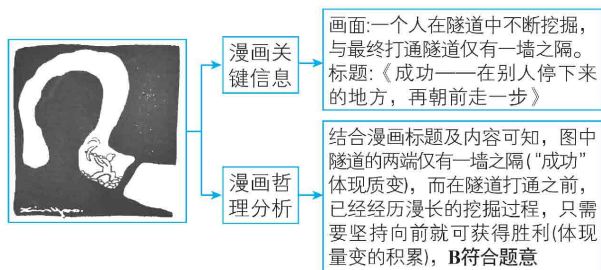 漫画关
键信息
画面:一个人在隧道中不断挖掘,
与最终打通隧道仅有一墙之隔。
标题:《成功——在别人停下来
的地方，再朝前走一步》
漫画哲
理分析
结合漫画标题及内容可知，图中
隧道的两端仅有一墙之隔(“成功”
体现质变)，而在隧道打通之前，
已经经历漫长的挖掘过程，只需
要坚持向前就可获得胜利(体现
量变的积累)，B符合题意